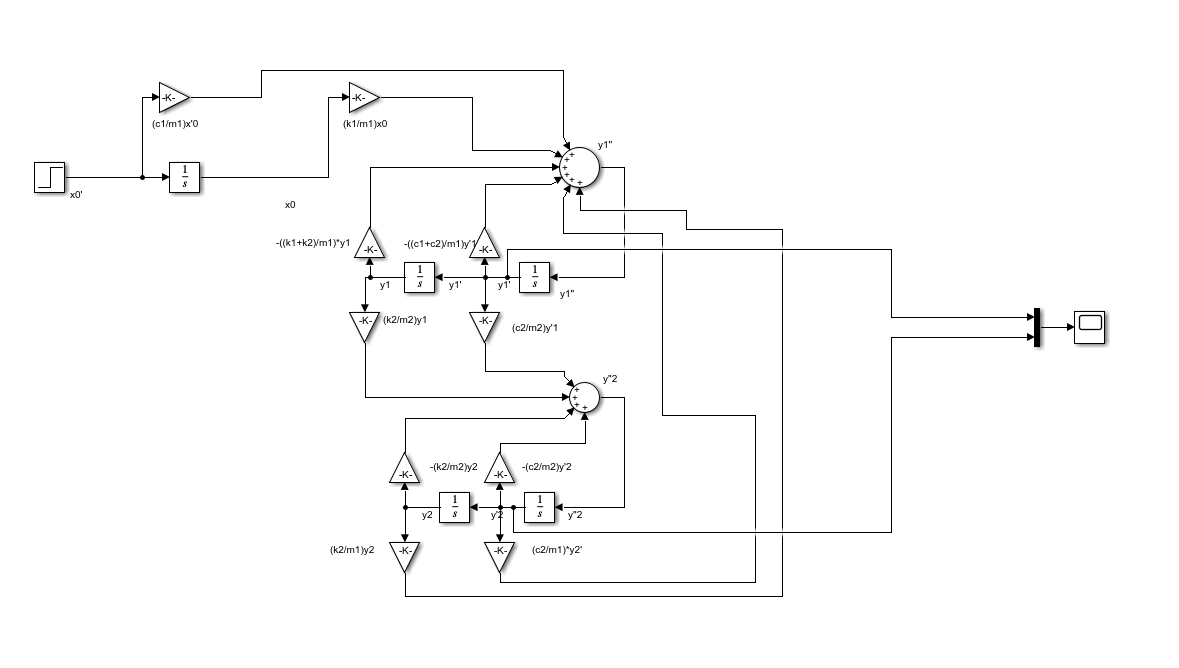 -K-
-K-
(c1/m1)x'0
(k1/m1)x0
y1"
+
+
+
+
+
+
1
s
x0'
x0
-((k1+k2)/m1)*y1
-((c1+c2)/m1)y'1
-K-
-K-
1
s
1
s
y1
y1'
y1'
y1"
-K-
(k2/m2)y1
-K-
(c2/m2)y'1
y"2
+
+
+
+
-K-
-(k2/m2)y2
-K-
-(c2/m2)y'2
1
s
1
s
y2
y'2
y"2
(k2/m1)y2
-K-
-K-
(c2/m1)*y2'